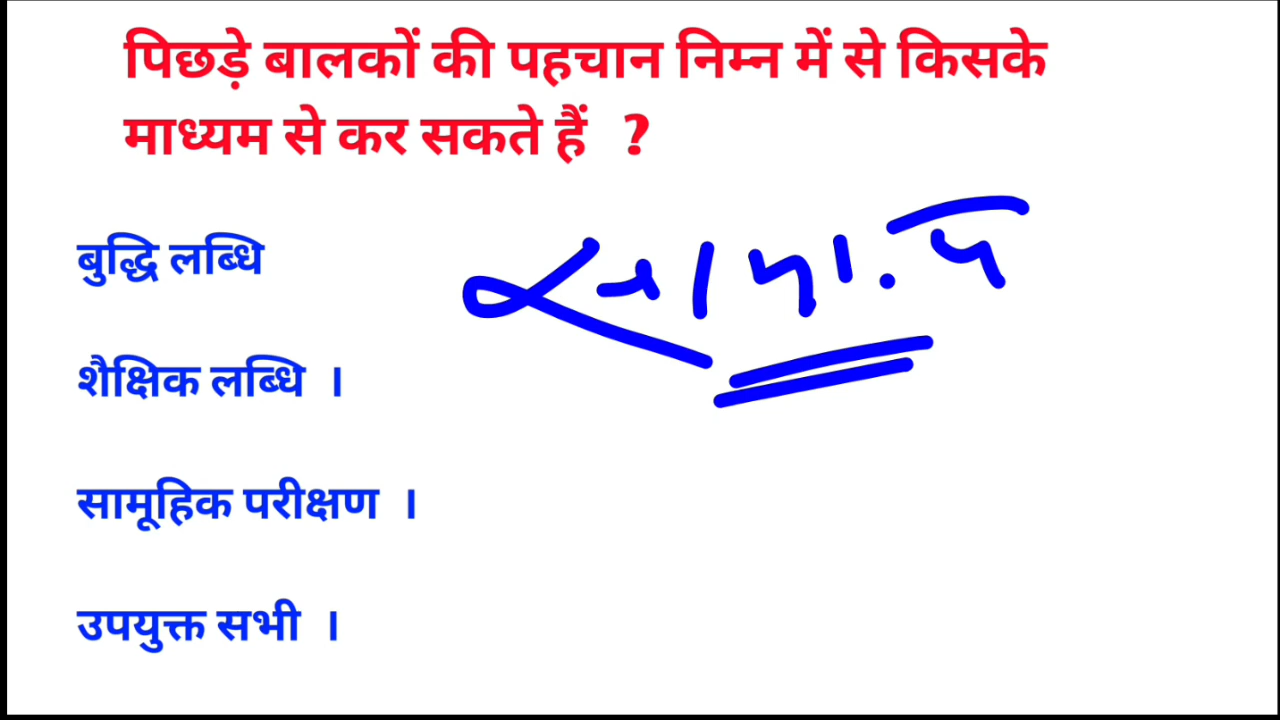 पिछड़े बालकों की पहचान निम्न में से किसके
माध्यम से कर सकते हैं ?
बुद्धि लब्धि
शैक्षिक लब्धि ।
सामूहिक परीक्षण ।
उपयुक्त सभी ।